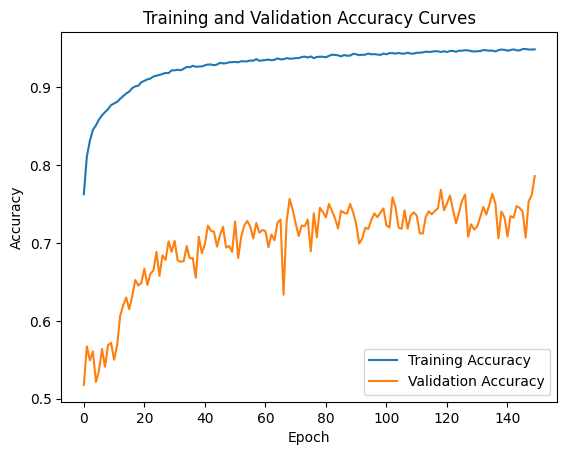 Training and Validation Accuracy Curves
Accuracy
0.9
0.8
0.7
0.6
0.5
Training Accuracy
Validation Accuracy
0 20 40 60 80 100 120 140
Epoch